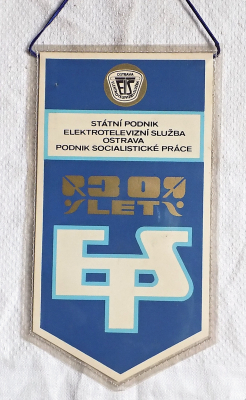 OSTRAVA
ETS
STÁTNÍ PODNIK
ELEKTROTELEVIZNÍ SLUŽBA
OSTRAVA
PODNIK SOCIALISTICKÉ PRÁCE
30
LET
ETS